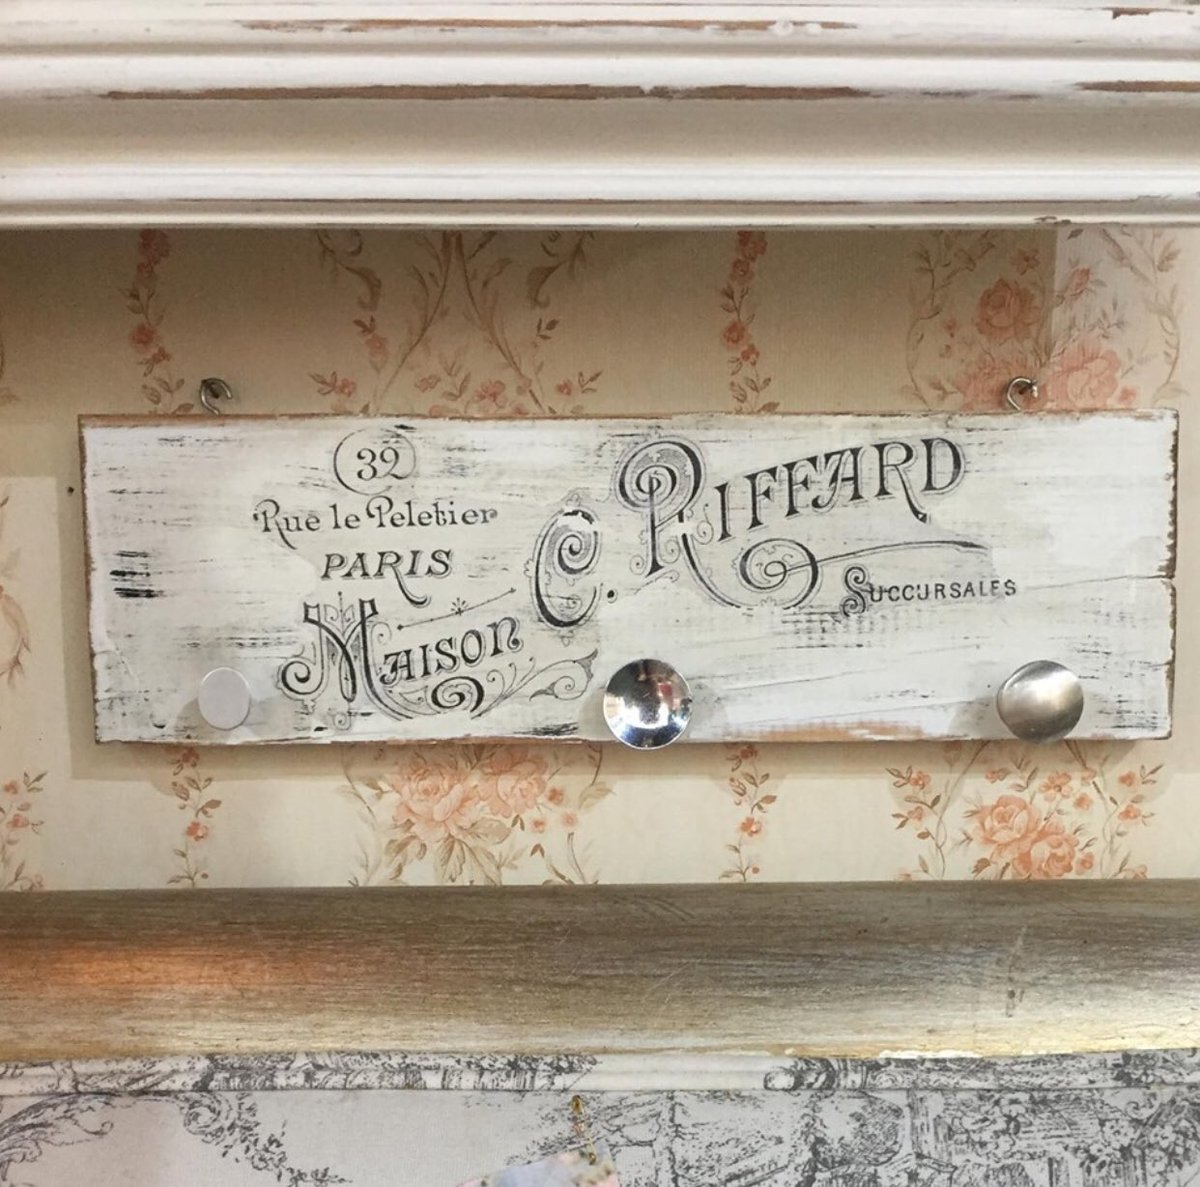 32
Rue le Peletier
PARIS
Maison
C. Riffard
Succursales